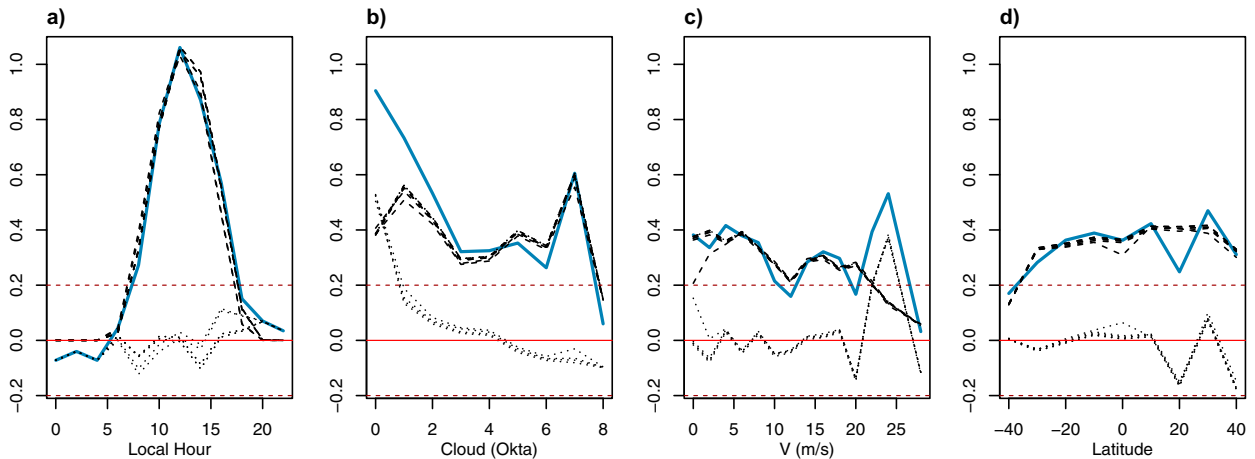 a) b) c) d)
1.0 1.0 1.0 1.0
0.8 0.8 0.8 0.8
0.6 0.6 0.6 0.6
0.4 0.4 0.4 0.4
0.2 0.2 0.2 0.2
0.0 0.0 0.0 0.0
−0.2 −0.2 −0.2 −0.2
0 5 10 15 20 0 2 4 6 8 0 5 10 15 20 25 −40 −20 0 20 40
Local Hour Cloud (Okta) V (m/s) Latitude